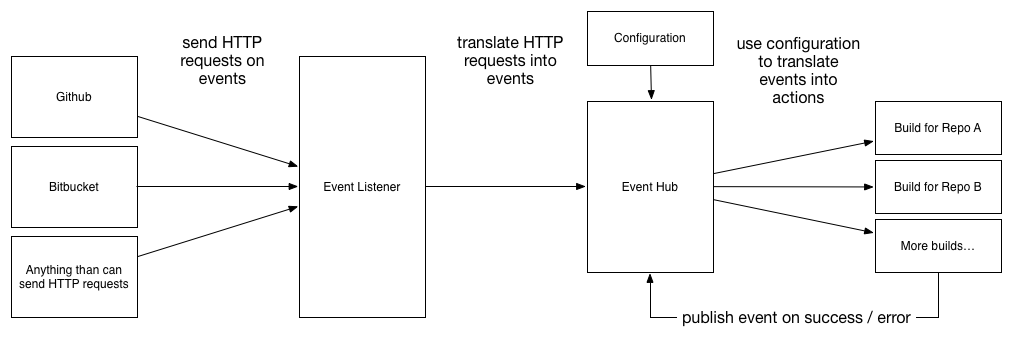 send HTTP
requests on
events
translate HTTP
requests into
events
Configuration
use configuration
to translate
events into
actions
Github
Bitbucket
Anything than can
send HTTP requests
Event Listener
Event Hub
Build for Repo A
Build for Repo B
More builds...
publish event on success / error